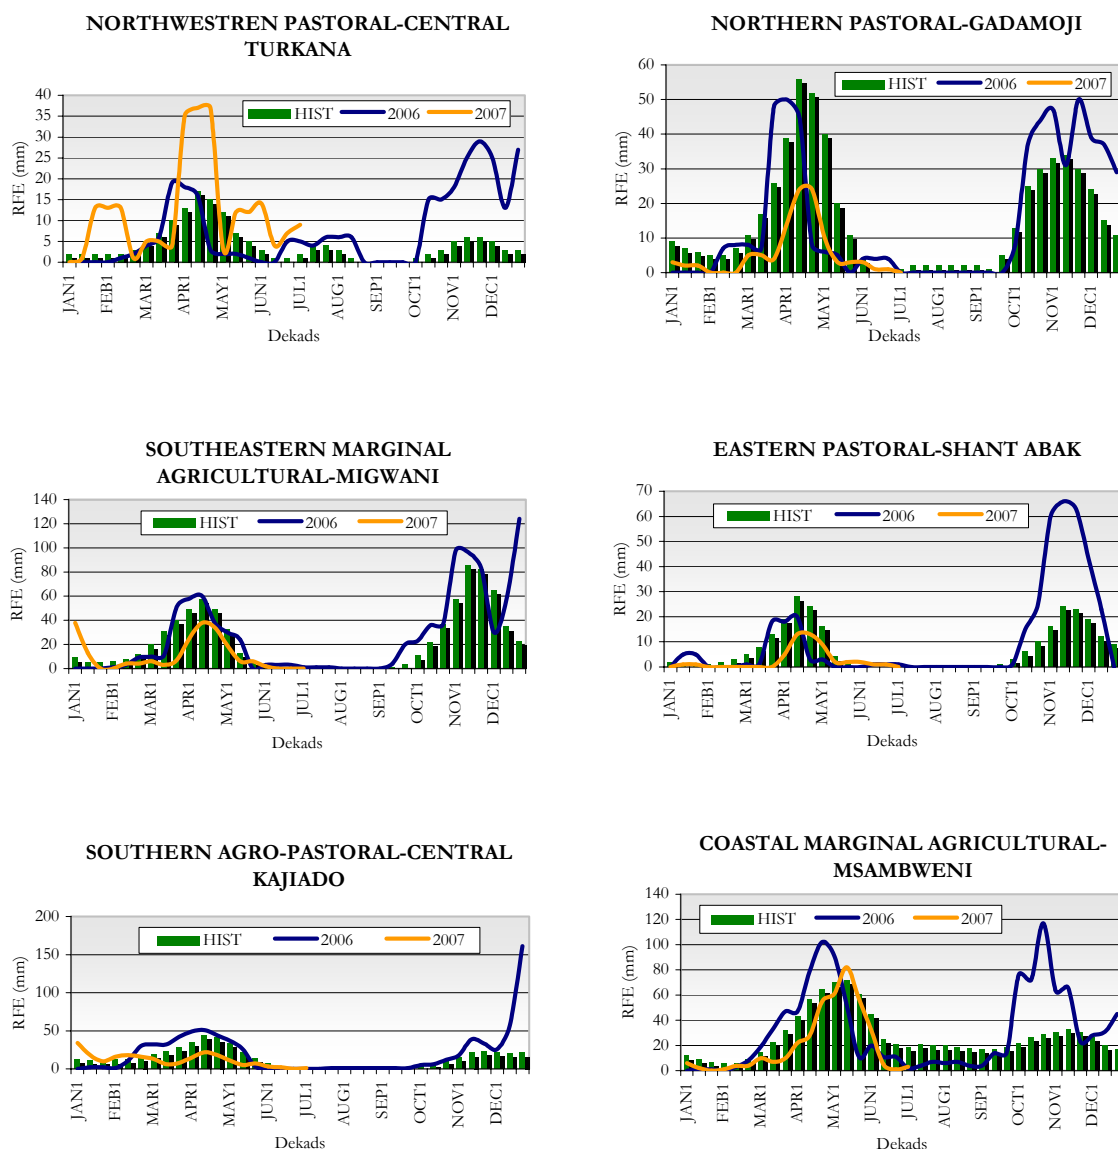 NORTHWESTREN PASTORAL-CENTRAL
TURKANA
40
35
30
25
20
15
10
5
0
RFE (mm)
HIST
2006
2007
JAN1
FEB1
MAR1
APR1
MAY1
JUN1
JUL1
AUG1
SEP1
OCT1
NOV1
DEC1
Dekads
NORTHERN PASTORAL-GADAMOJI
60
50
40
30
20
10
0
RFE (mm)
HIST
2006
2007
JAN1
FEB1
MAR1
APR1
MAY1
JUN1
JUL1
AUG1
SEP1
OCT1
NOV1
DEC1
Dekads
SOUTHEASTERN MARGINAL
AGRICULTURAL-MIGWANI
140
120
100
80
60
40
20
0
RFE (mm)
HIST
2006
2007
JAN1
FEB1
MAR1
APR1
MAY1
JUN1
JUL1
AUG1
SEP1
OCT1
NOV1
DEC1
Dekads
EASTERN PASTORAL-SHANT ABAK
70
60
50
40
30
20
10
0
RFE (mm)
HIST
2006
2007
JAN1
FEB1
MAR1
APR1
MAY1
JUN1
JUL1
AUG1
SEP1
OCT1
NOV1
DEC1
Dekads
SOUTHERN AGRO-PASTORAL-CENTRAL
KAJIADO
200
150
100
50
0
RFE (mm)
HIST
2006
2007
JAN1
FEB1
MAR1
APR1
MAY1
JUN1
JUL1
AUG1
SEP1
OCT1
NOV1
DEC1
Dekads
COASTAL MARGINAL AGRICULTURAL-
MSAMBWENI
140
120
100
80
60
40
20
0
RFE (mm)
HIST
2006
2007
JAN1
FEB1
MAR1
APR1
MAY1
JUN1
JUL1
AUG1
SEP1
OCT1
NOV1
DEC1
Dekads